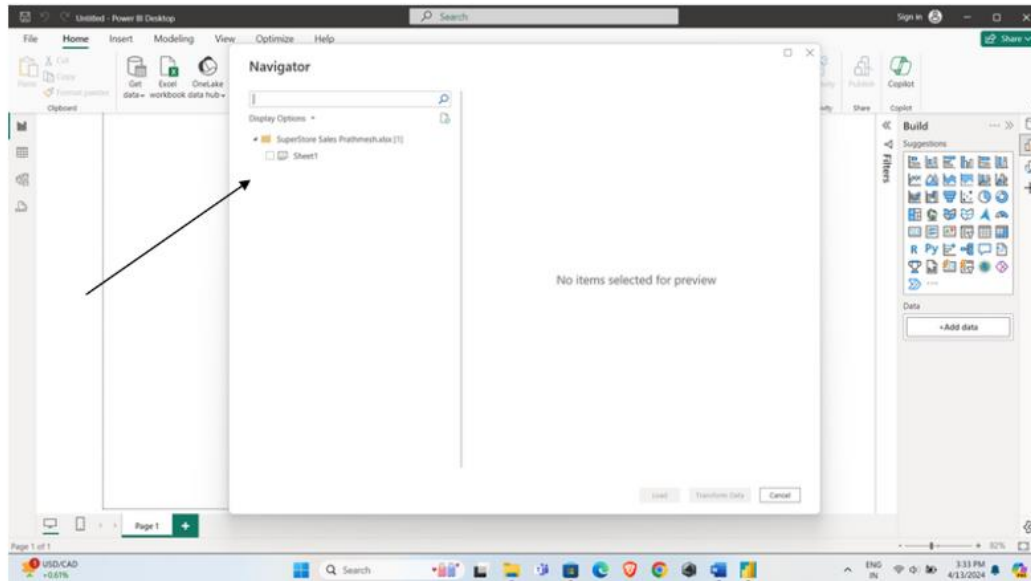 Untitled - Power BI Desktop
Search
Sign in
File Home Insert Modeling View Optimize Help
Share
Cut
Copy
Format painter
Paste
Clipboard
Get data
Excel workbook
OneLake data hub
Publish
Share
Copilot
Copilot
Navigator
Display Options
SuperStore Sales Prathmesh.xlsx [1]
Sheet1
No items selected for preview
Load Transform Data Cancel
Filters
Build
Suggestions
R Py
Data
+Add data
Page 1
Page 1 of 1
82%
USD/CAD
+0.61%
Search
ENG
IN
3:33 PM
4/13/2024